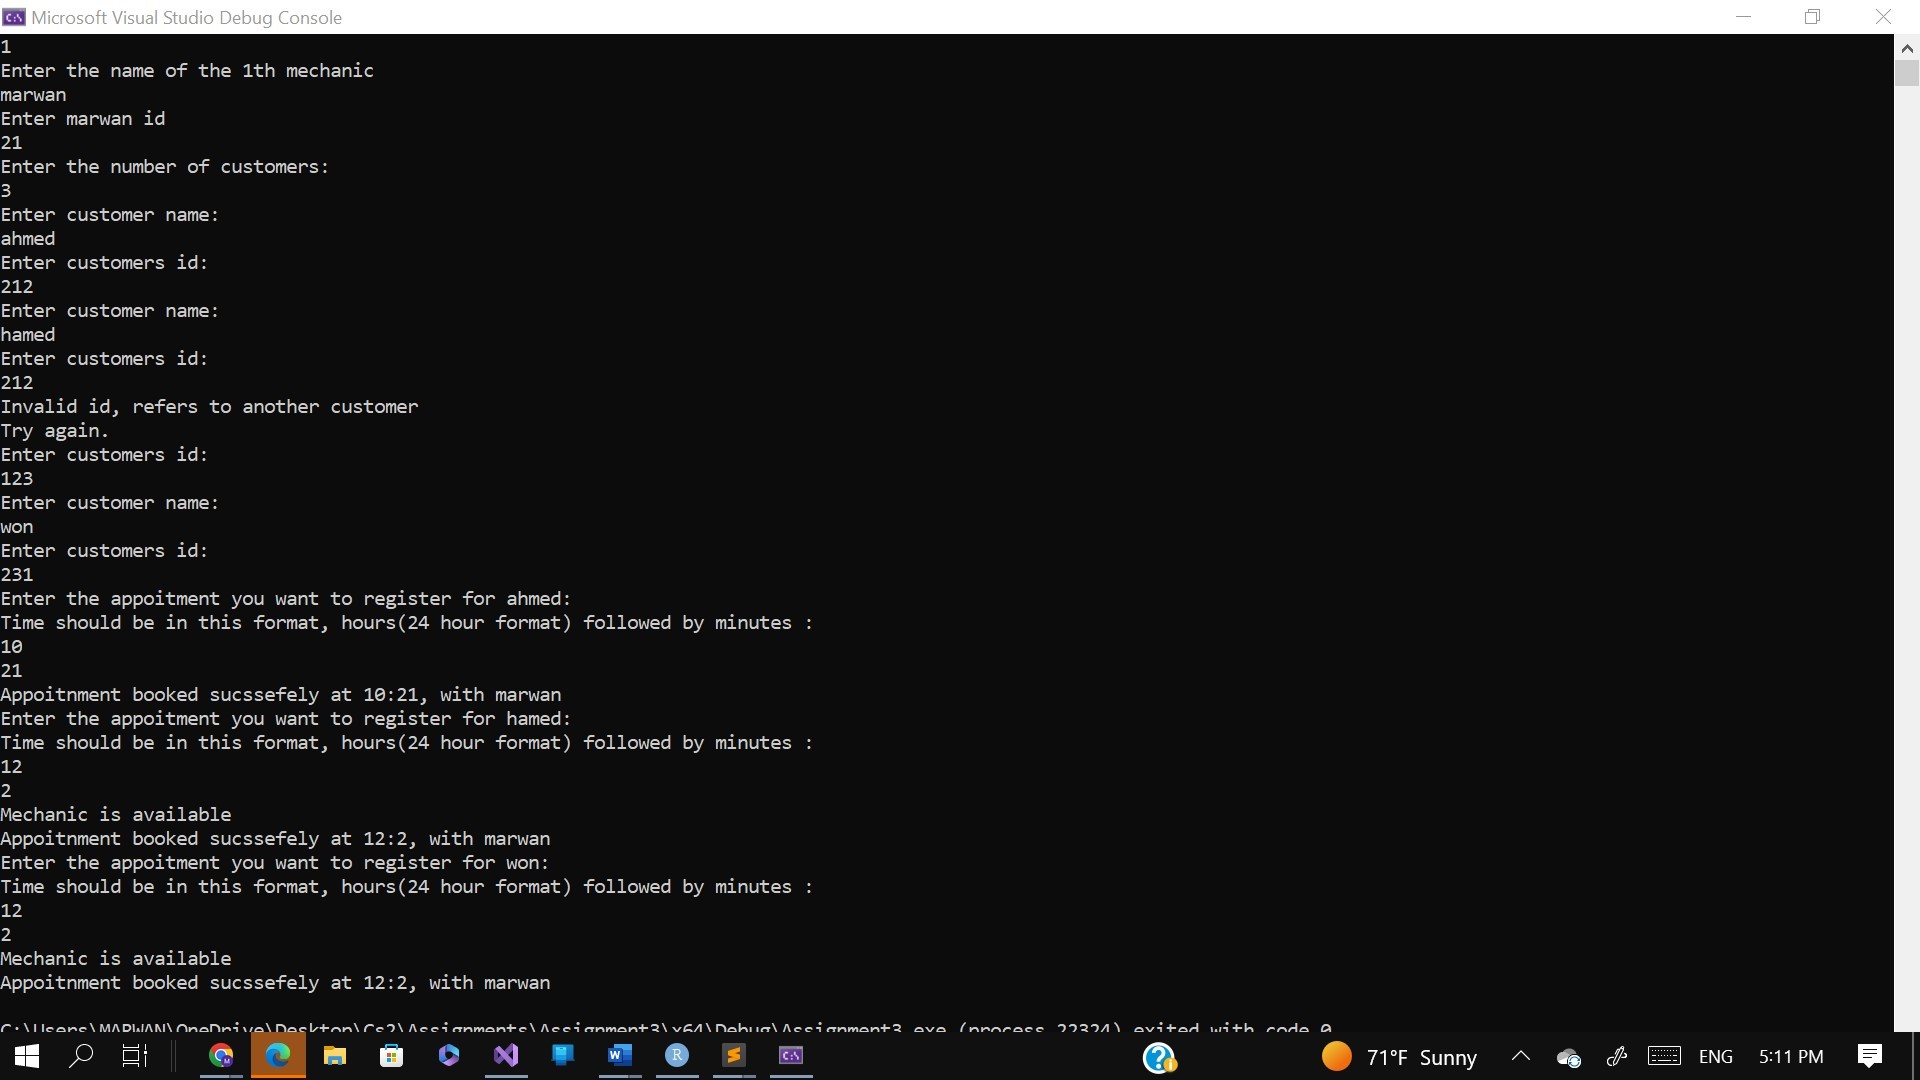 Microsoft Visual Studio Debug Console
1
Enter the name of the 1th mechanic
marwan
Enter marwan id
21
Enter the number of customers:
3
Enter customer name:
ahmed
Enter customers id:
212
Enter customer name:
hamed
Enter customers id:
212
Invalid id, refers to another customer
Try again.
Enter customers id:
123
Enter customer name:
won
Enter customers id:
231
Enter the appoitment you want to register for ahmed:
Time should be in this format, hours(24 hour format) followed by minutes :
10
21
Appoitnment booked sucssefely at 10:21, with marwan
Enter the appoitment you want to register for hamed:
Time should be in this format, hours(24 hour format) followed by minutes :
12
2
Mechanic is available
Appoitnment booked sucssefely at 12:2, with marwan
Enter the appoitment you want to register for won:
Time should be in this format, hours(24 hour format) followed by minutes :
12
2
Mechanic is available
Appoitnment booked sucssefely at 12:2, with marwan
C:\Users\MARWAN\OneDrive\Desktop\Cs2\Assignments\Assignment3\x64\Debug\Assignment3.exe (process 22324) exited with code 0
71°F Sunny
ENG
5:11 PM